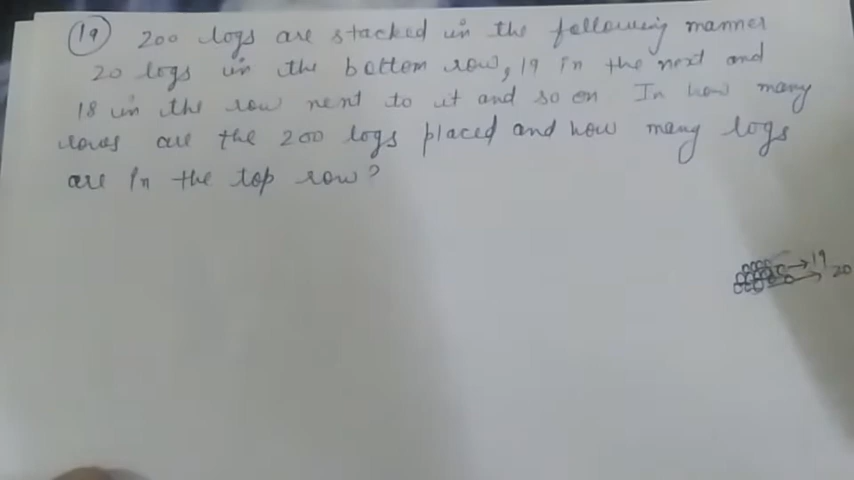 19 200 logs are stacked in the following manner
20 logs in the bottom row, 19 in the next and
18 in the row next to it and so on In how many
rows are the 200 logs placed and how many logs
are in the top row?
19
20